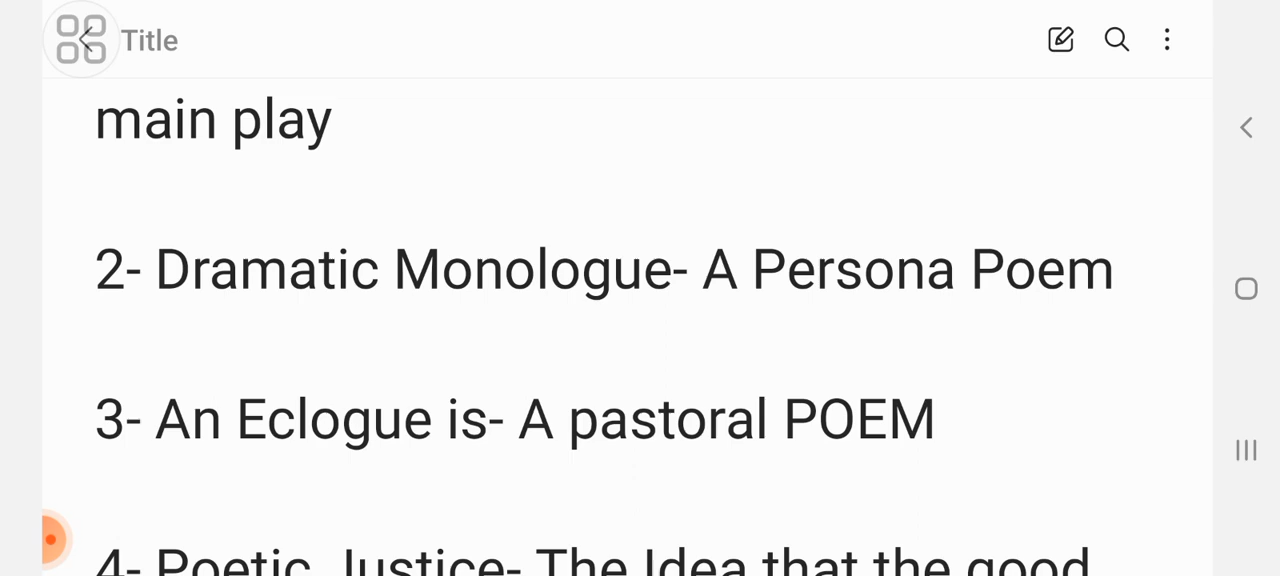 Title
main play
2- Dramatic Monologue- A Persona Poem
3- An Eclogue is- A pastoral POEM
4- Poetic Justice- The Idea that the good